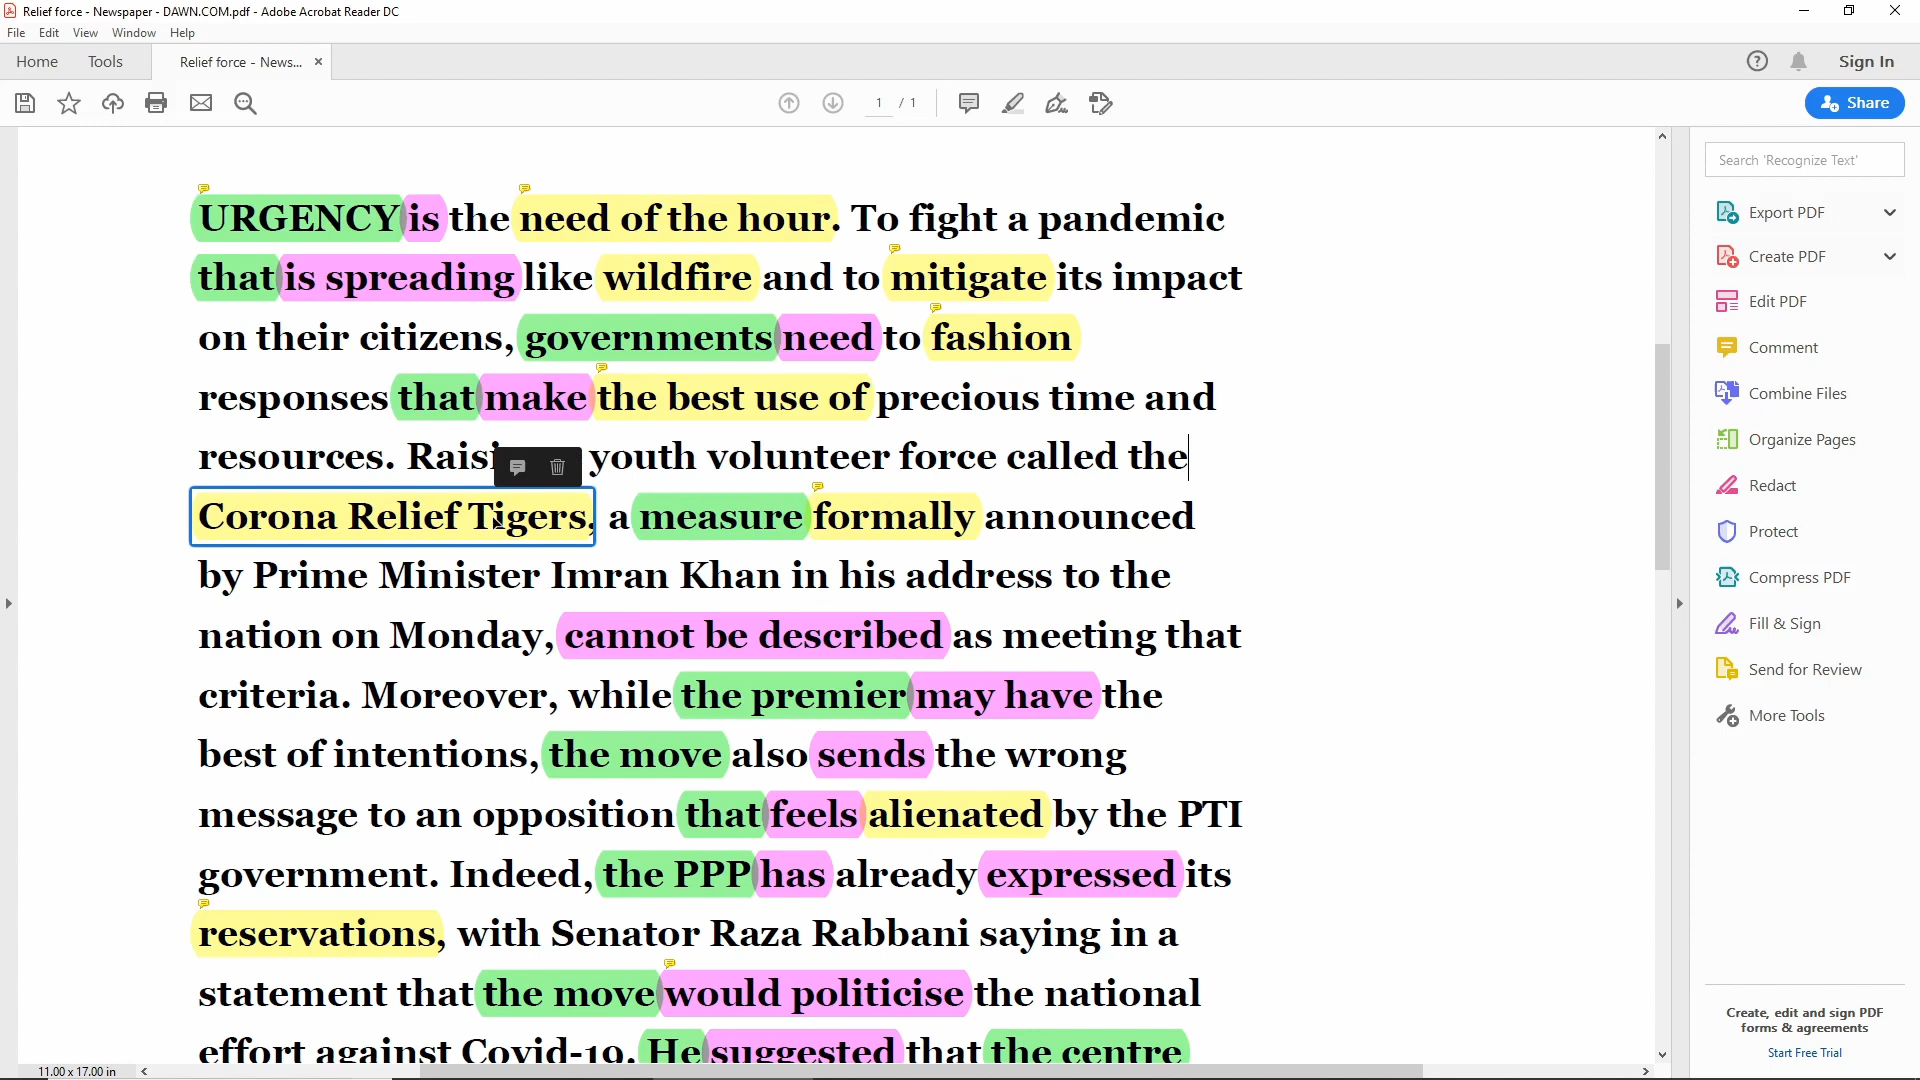 Relief force - Newspaper - DAWN.COM.pdf - Adobe Acrobat Reader DC
File Edit View Window Help
Home Tools Relief force - News... × Sign In
1 / 1 Share
Search 'Recognize Text'
URGENCY is the need of the hour. To fight a pandemic
that is spreading like wildfire and to mitigate its impact
on their citizens, governments need to fashion
responses that make the best use of precious time and
resources. youth volunteer force called the
Corona Relief Tigers, a measure formally announced
by Prime Minister Imran Khan in his address to the
nation on Monday, cannot be described as meeting that
criteria. Moreover, while the premier may have the
best of intentions, the move also sends the wrong
message to an opposition that feels alienated by the PTI
government. Indeed, the PPP has already expressed its
reservations, with Senator Raza Rabbani saying in a
statement that the move would politicise the national
effort against Covid-19. He suggested that the centre
Export PDF
Create PDF
Edit PDF
Comment
Combine Files
Organize Pages
Redact
Protect
Compress PDF
Fill & Sign
Send for Review
More Tools
Create, edit and sign PDF
forms & agreements
Start Free Trial
11.00 x 17.00 in